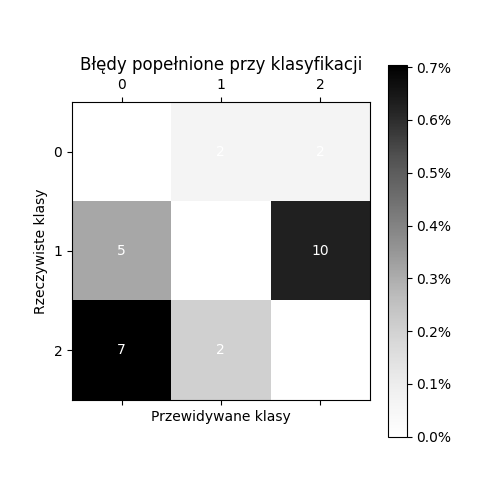 Błędy popełnione przy klasyfikacji
0 1 2
0 2 2
1 5 10
2 7 2
Rzeczywiste klasy
Przewidywane klasy
0.7%
0.6%
0.5%
0.4%
0.3%
0.2%
0.1%
0.0%